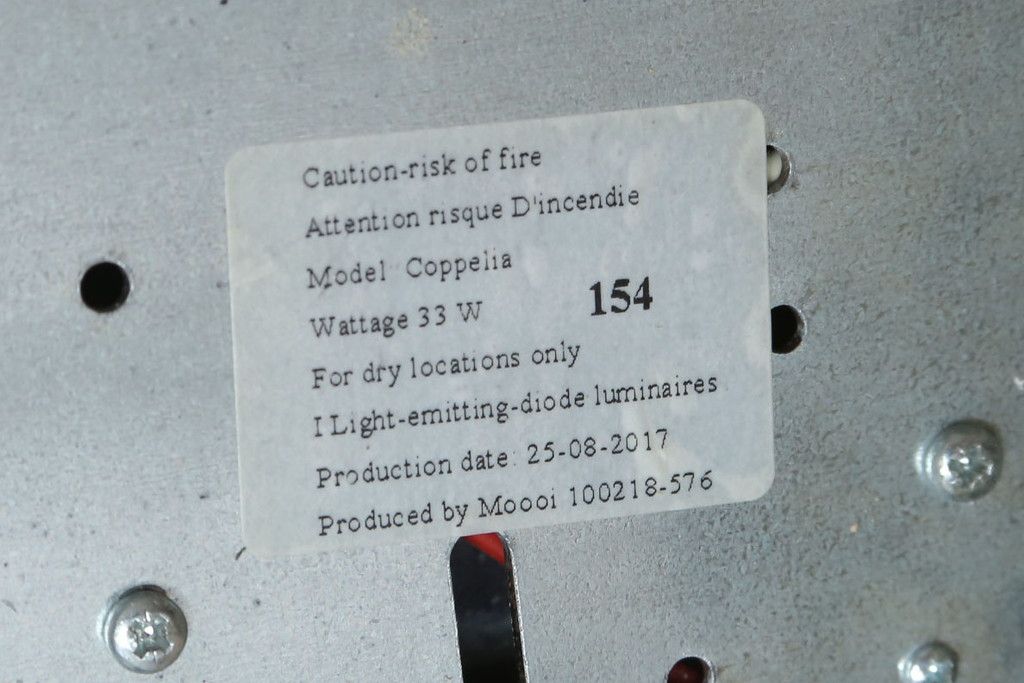 Caution-risk of fire
Attention risque D'incendie
Model Coppelia
Wattage 33 W
154
For dry locations only
I Light-emitting-diode luminaires
Production date: 25-08-2017
Produced by Moooi 100218-576